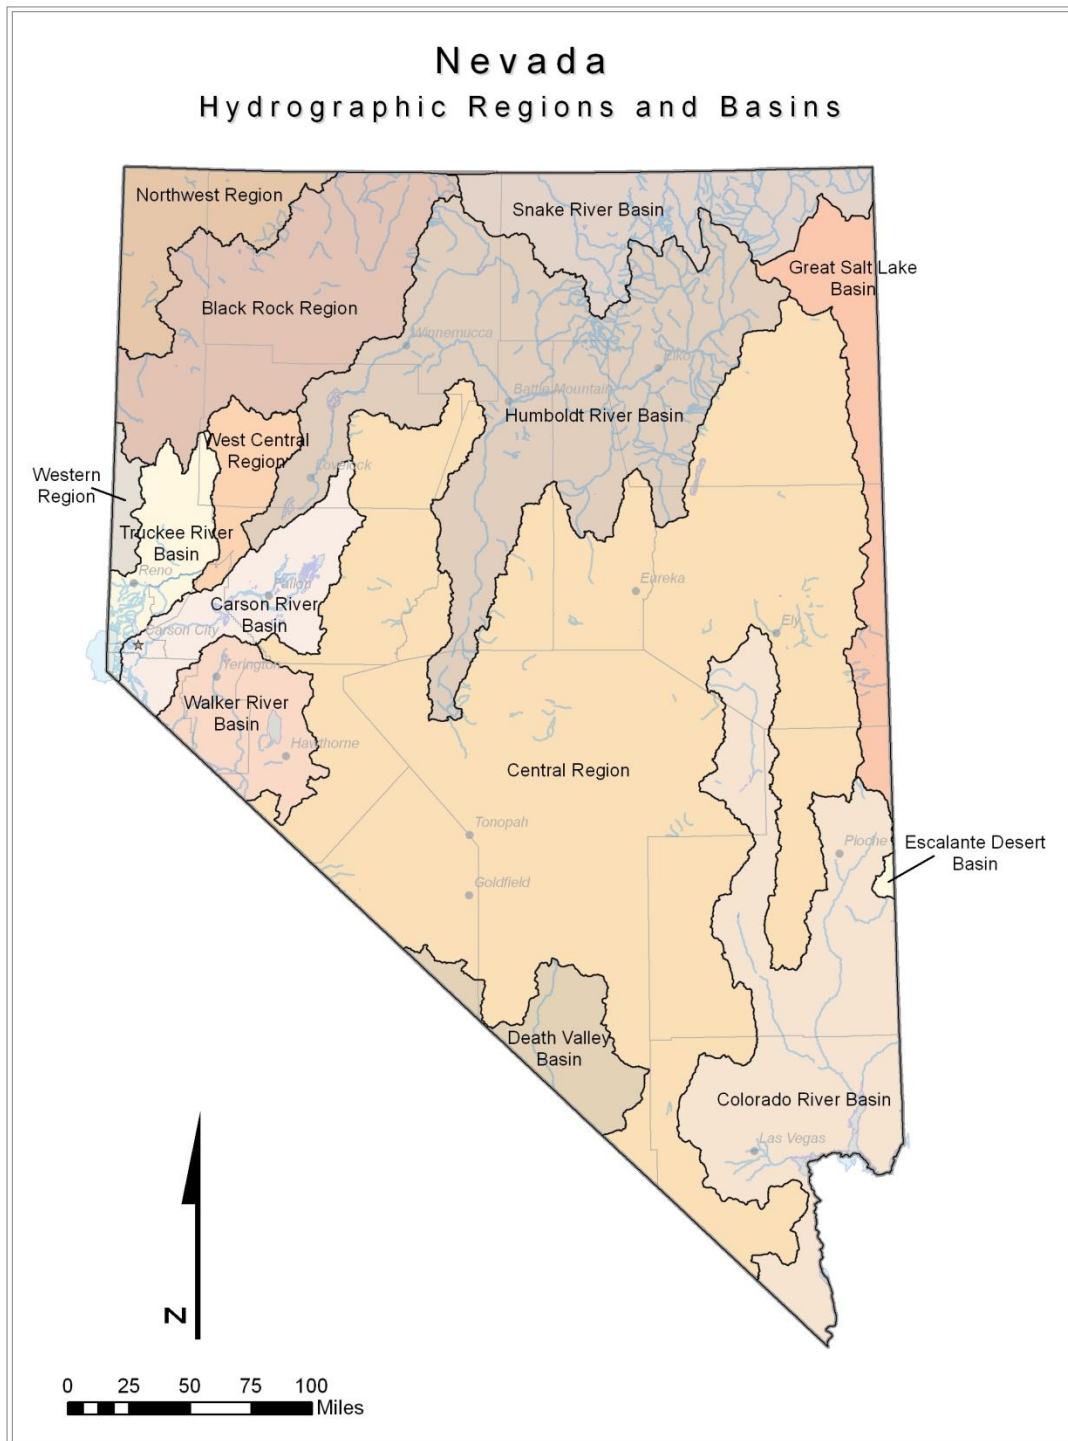 Nevada
Hydrographic Regions and Basins
Northwest Region
Snake River Basin
Great Salt Lake
Basin
Black Rock Region
Winnemucca
Elko
Battle Mountain
Humboldt River Basin
West Central
Region
Lovelock
Western
Region
Truckee River
Basin
Reno
Eureka
Fallon
Carson River
Basin
Carson City
Ely
Yerington
Walker River
Basin
Hawthorne
Central Region
Tonopah
Pioche
Escalante Desert
Basin
Goldfield
Death Valley
Basin
Colorado River Basin
Las Vegas
N
0 25 50 75 100
Miles